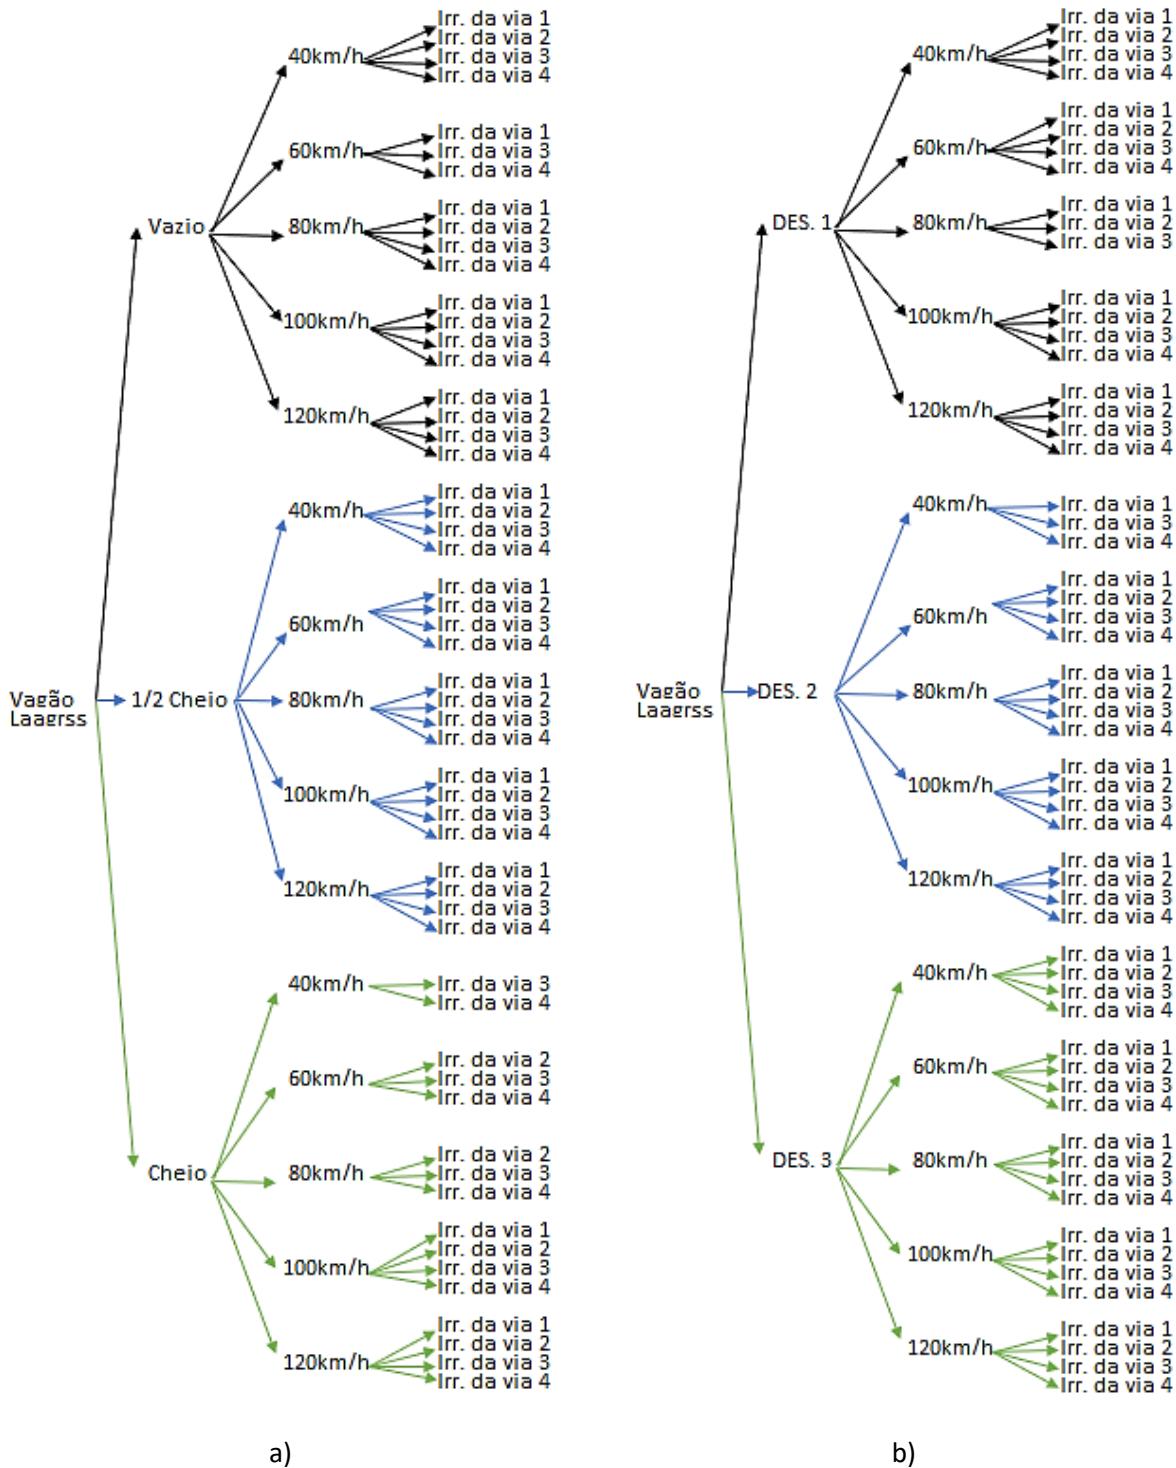 Vagão
Laagrss
Vazio
40km/h
Irr. da via 1
Irr. da via 2
Irr. da via 3
Irr. da via 4
60km/h
Irr. da via 1
Irr. da via 3
Irr. da via 4
80km/h
Irr. da via 1
Irr. da via 2
Irr. da via 3
Irr. da via 4
100km/h
Irr. da via 1
Irr. da via 2
Irr. da via 3
Irr. da via 4
120km/h
Irr. da via 1
Irr. da via 2
Irr. da via 3
Irr. da via 4
1/2 Cheio
40km/h
Irr. da via 1
Irr. da via 2
Irr. da via 3
Irr. da via 4
60km/h
Irr. da via 1
Irr. da via 2
Irr. da via 3
Irr. da via 4
80km/h
Irr. da via 1
Irr. da via 2
Irr. da via 3
Irr. da via 4
100km/h
Irr. da via 1
Irr. da via 2
Irr. da via 3
Irr. da via 4
120km/h
Irr. da via 1
Irr. da via 2
Irr. da via 3
Irr. da via 4
Cheio
40km/h
Irr. da via 3
Irr. da via 4
60km/h
Irr. da via 2
Irr. da via 3
Irr. da via 4
80km/h
Irr. da via 2
Irr. da via 3
Irr. da via 4
100km/h
Irr. da via 1
Irr. da via 2
Irr. da via 3
Irr. da via 4
120km/h
Irr. da via 1
Irr. da via 2
Irr. da via 3
Irr. da via 4
a)
Vagão
Laagrss
DES. 1
40km/h
Irr. da via 1
Irr. da via 2
Irr. da via 3
Irr. da via 4
60km/h
Irr. da via 1
Irr. da via 2
Irr. da via 3
Irr. da via 4
80km/h
Irr. da via 1
Irr. da via 2
Irr. da via 3
100km/h
Irr. da via 1
Irr. da via 2
Irr. da via 3
Irr. da via 4
120km/h
Irr. da via 1
Irr. da via 2
Irr. da via 3
Irr. da via 4
DES. 2
40km/h
Irr. da via 1
Irr. da via 3
Irr. da via 4
60km/h
Irr. da via 1
Irr. da via 2
Irr. da via 3
Irr. da via 4
80km/h
Irr. da via 1
Irr. da via 2
Irr. da via 3
Irr. da via 4
100km/h
Irr. da via 1
Irr. da via 2
Irr. da via 3
Irr. da via 4
120km/h
Irr. da via 1
Irr. da via 2
Irr. da via 3
Irr. da via 4
DES. 3
40km/h
Irr. da via 1
Irr. da via 2
Irr. da via 3
Irr. da via 4
60km/h
Irr. da via 1
Irr. da via 2
Irr. da via 3
Irr. da via 4
80km/h
Irr. da via 1
Irr. da via 2
Irr. da via 3
Irr. da via 4
100km/h
Irr. da via 1
Irr. da via 2
Irr. da via 3
Irr. da via 4
120km/h
Irr. da via 1
Irr. da via 2
Irr. da via 3
Irr. da via 4
b)